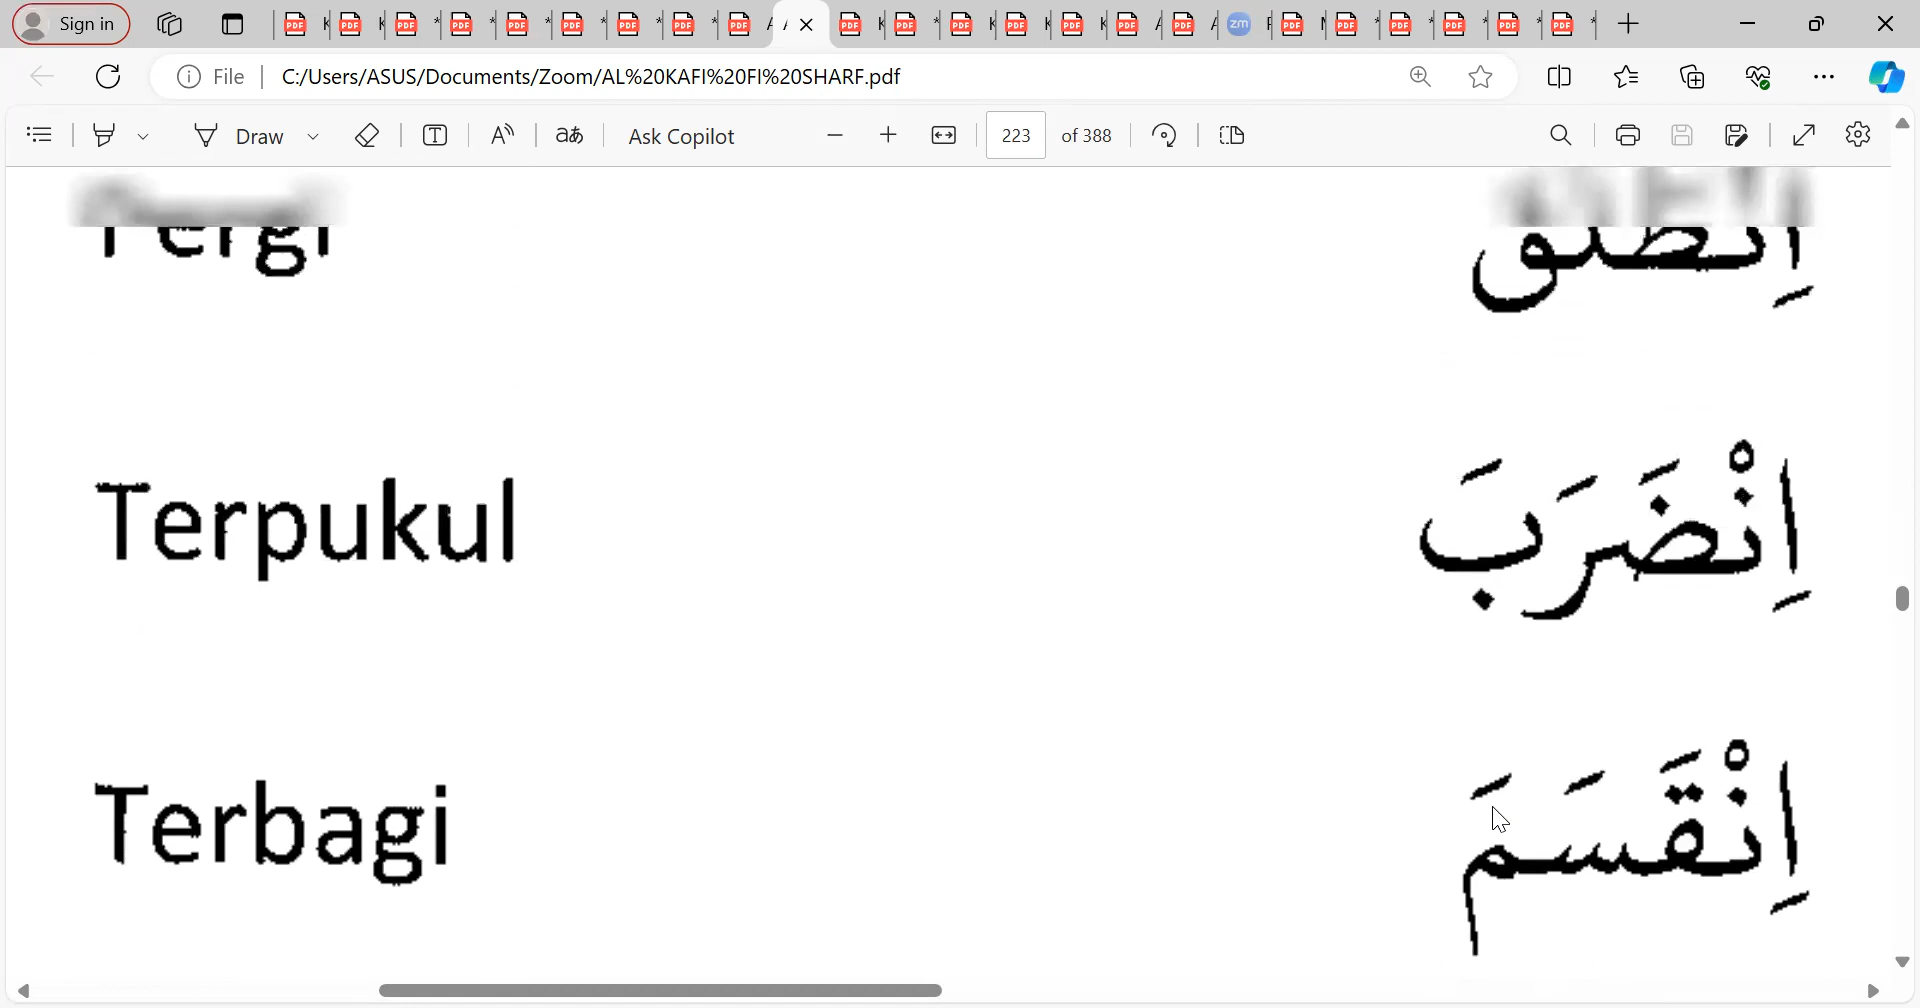 Sign in
File
C:/Users/ASUS/Documents/Zoom/AL%20KAFI%20FI%20SHARF.pdf
Draw
Ask Copilot
223 of 388
Pergi اِنْطَلَقَ
Terpukul اِنْضَرَبَ
Terbagi اِنْقَسَمَ